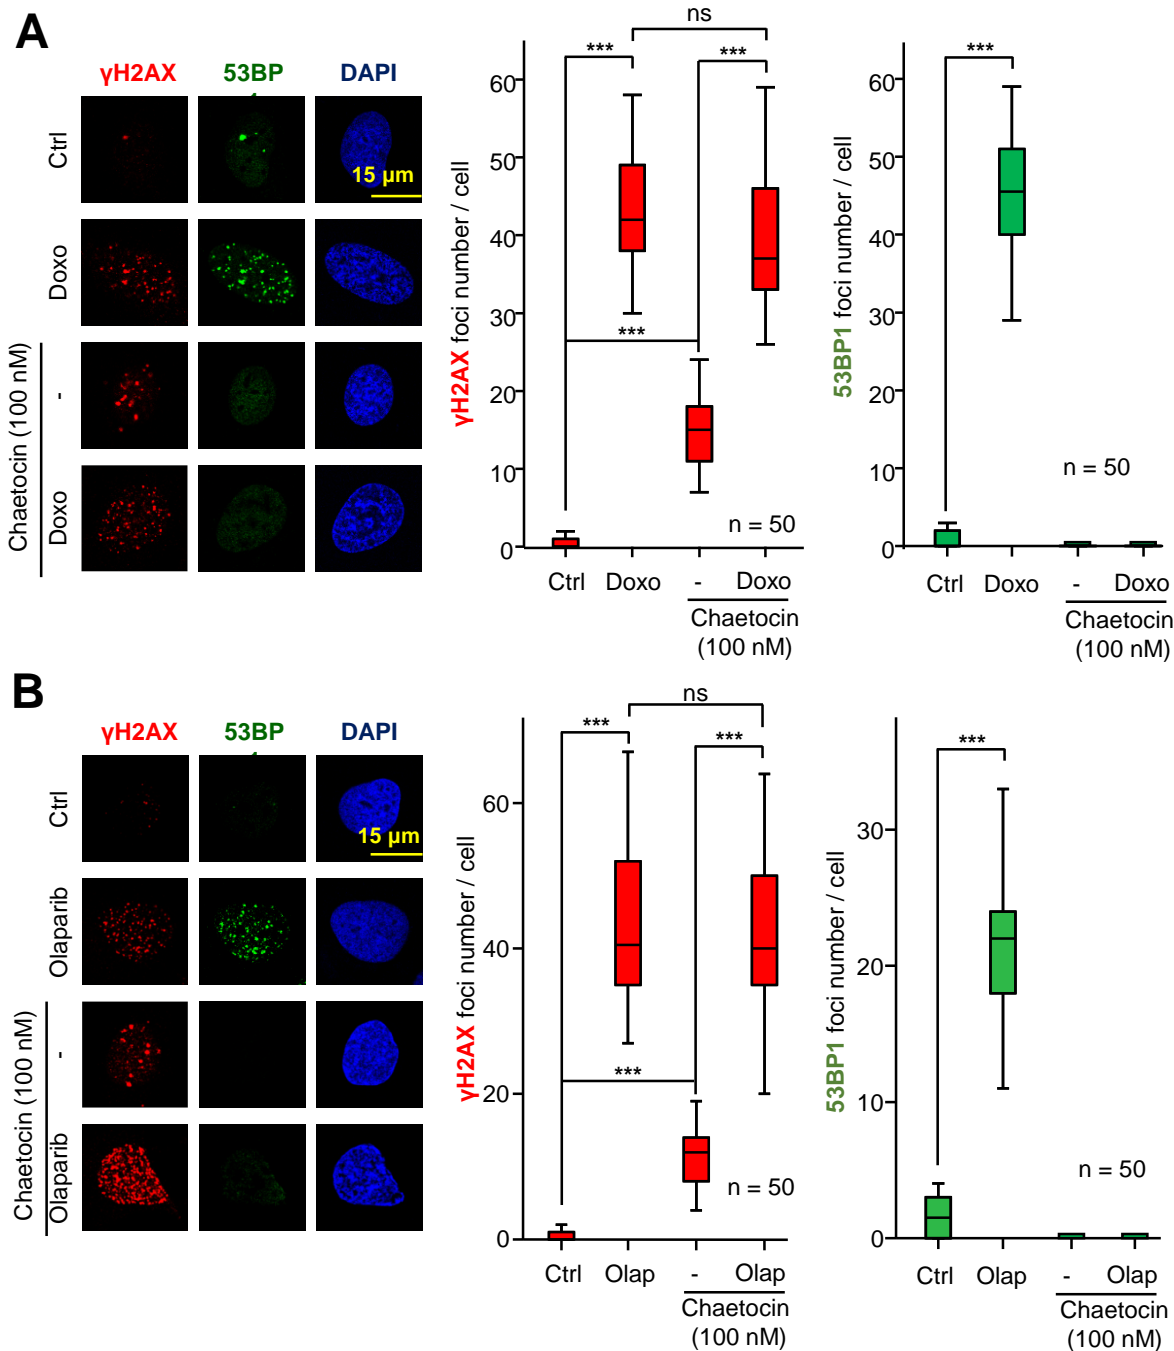 A
γH2AX 53BP DAPI
Ctrl
15 µm
Doxo
Chaetocin (100 nM)
-
Doxo
γH2AX foci number / cell
60
50
40
30
20
10
0
ns
***
***
***
n = 50
Ctrl Doxo - Doxo
Chaetocin
(100 nM)
53BP1 foci number / cell
60
50
40
30
20
10
0
***
n = 50
Ctrl Doxo - Doxo
Chaetocin
(100 nM)
B
γH2AX 53BP DAPI
Ctrl
15 µm
Olaparib
Chaetocin (100 nM)
-
Olaparib
γH2AX foci number / cell
60
40
20
0
ns
***
***
***
n = 50
Ctrl Olap - Olap
Chaetocin
(100 nM)
53BP1 foci number / cell
30
20
10
0
***
n = 50
Ctrl Olap - Olap
Chaetocin
(100 nM)